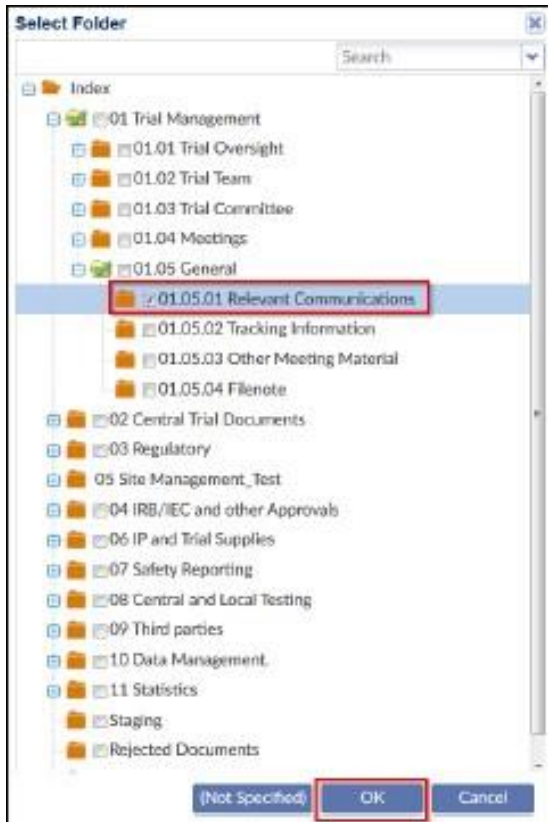 Select Folder
Search
Index
01 Trial Management
01.01 Trial Oversight
01.02 Trial Team
01.03 Trial Committee
01.04 Meetings
01.05 General
01.05.01 Relevant Communications
01.05.02 Tracking Information
01.05.03 Other Meeting Material
01.05.04 Filenote
02 Central Trial Documents
03 Regulatory
05 Site Management_Test
04 IRB/IEC and other Approvals
06 IP and Trial Supplies
07 Safety Reporting
08 Central and Local Testing
09 Third parties
10 Data Management.
11 Statistics
Staging
Rejected Documents
(Not Specified) OK Cancel